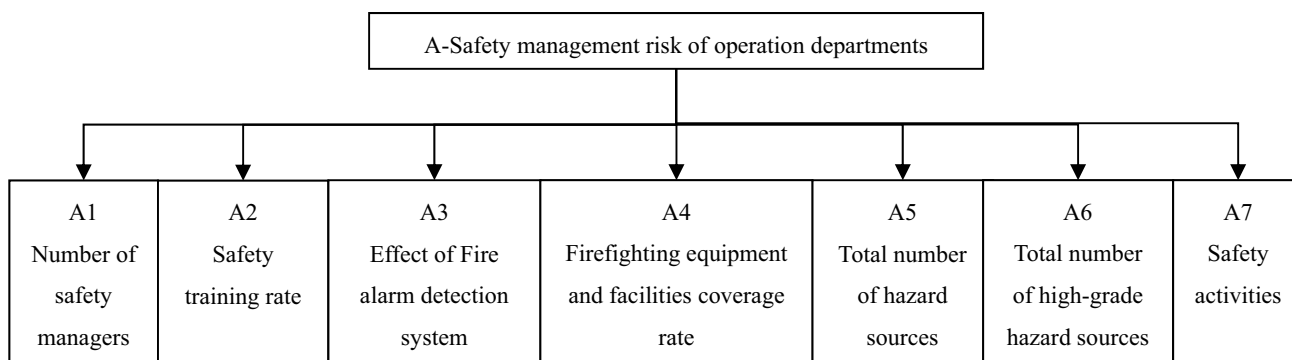 A-Safety management risk of operation departments
A1
Number of
safety
managers
A2
Safety
training rate
A3
Effect of Fire
alarm detection
system
A4
Firefighting equipment
and facilities coverage
rate
A5
Total number
of hazard
sources
A6
Total number
of high-grade
hazard sources
A7
Safety
activities